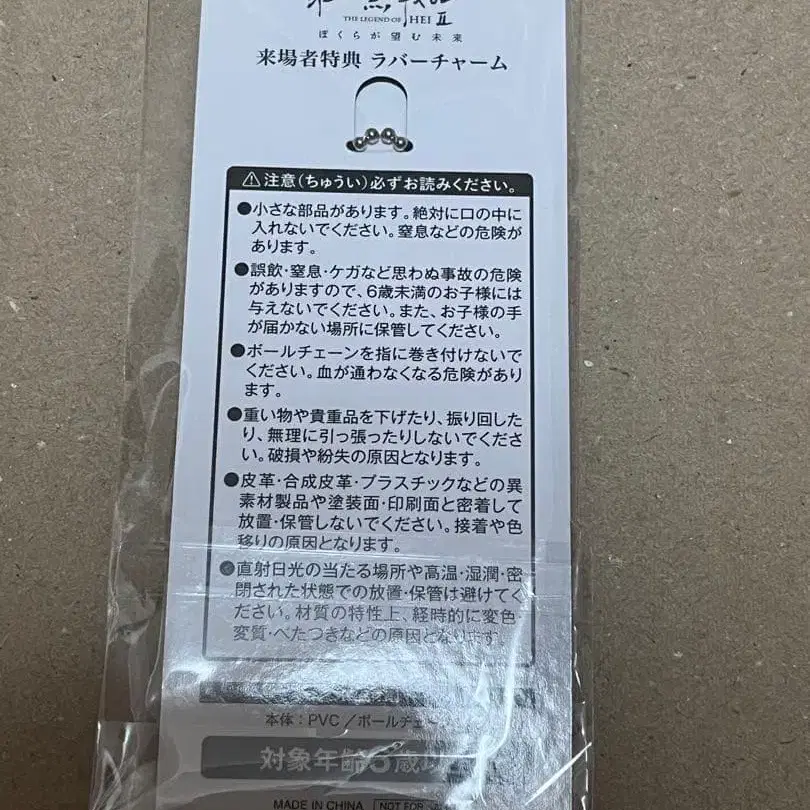 THE LEGEND OF HEI II
ぼくらが望む未来
来場者特典 ラバーチャーム
⚠注意(ちゅうい)必ずお読みください。
●小さな部品があります。絶対に口の中に
入れないでください。窒息などの危険が
あります。
●誤飲・窒息・ケガなど思わぬ事故の危険
がありますので、6歳未満のお子様には
与えないでください。また、お子様の手
が届かない場所に保管してください。
●ボールチェーンを指に巻き付けないで
ください。血が通わなくなる危険があり
ます。
●重い物や貴重品を下げたり、振り回した
り、無理に引っ張ったりしないでくださ
い。破損や紛失の原因となります。
●皮革・合成皮革・プラスチックなどの異
素材製品や塗装面・印刷面と密着して
放置・保管しないでください。接着や色
移りの原因となります。
●直射日光の当たる場所や高温・湿潤・密
閉された状態での放置・保管は避けてく
ださい。材質の特性上、経時的に変色・
変質・べたつきなどの原因となります。
本体:PVC/ボールチェー
対象年齢6歳以
MADE IN CHINA NOT FOR